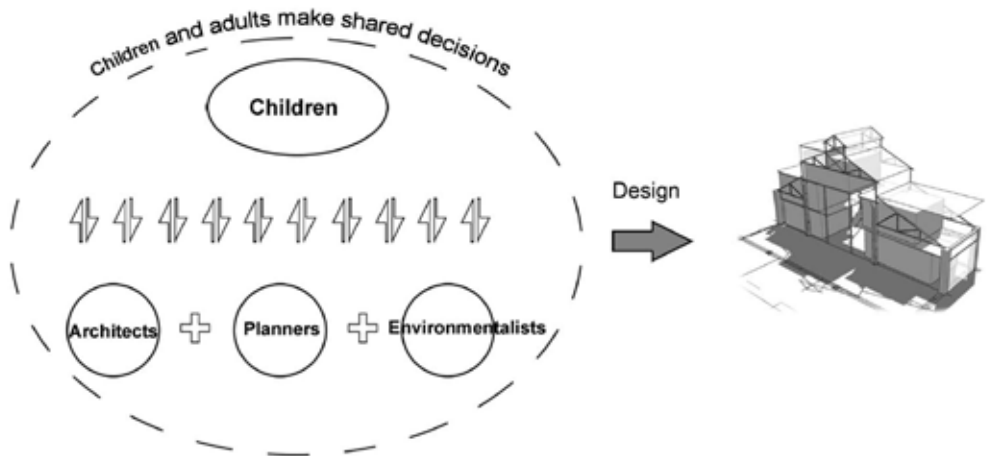 Children and adults make shared decisions
Children
Design
Architects
Planners
Environmentalists